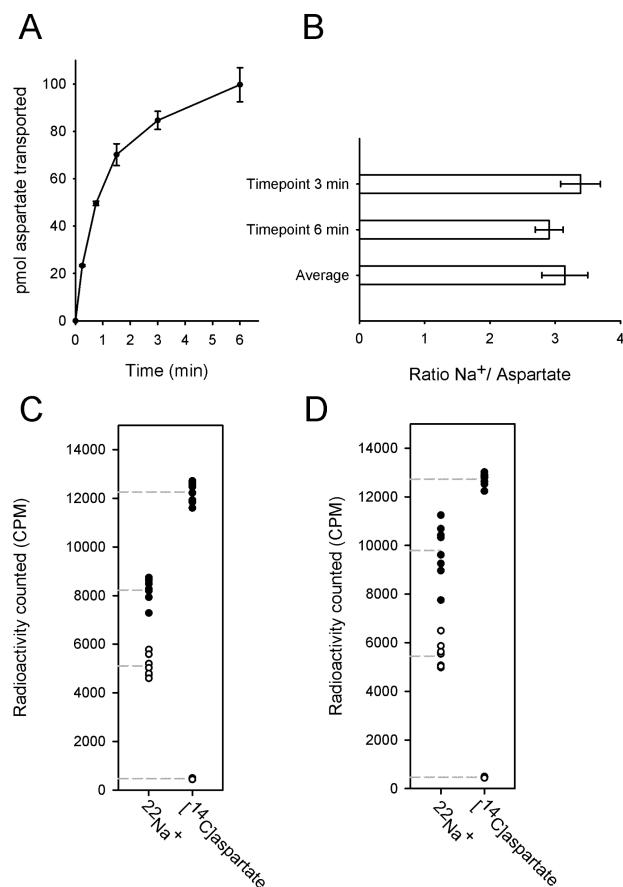 A
B
pmol aspartate transported
100
80
60
40
20
0
0 1 2 3 4 5 6
Time (min)
Timepoint 3 min
Timepoint 6 min
Average
0 1 2 3 4
Ratio Na+/ Aspartate
C
D
Radioactivity counted (CPM)
14000
12000
10000
8000
6000
4000
2000
0
22Na+
[14C]aspartate
Radioactivity counted (CPM)
14000
12000
10000
8000
6000
4000
2000
0
22Na+
[14C]aspartate